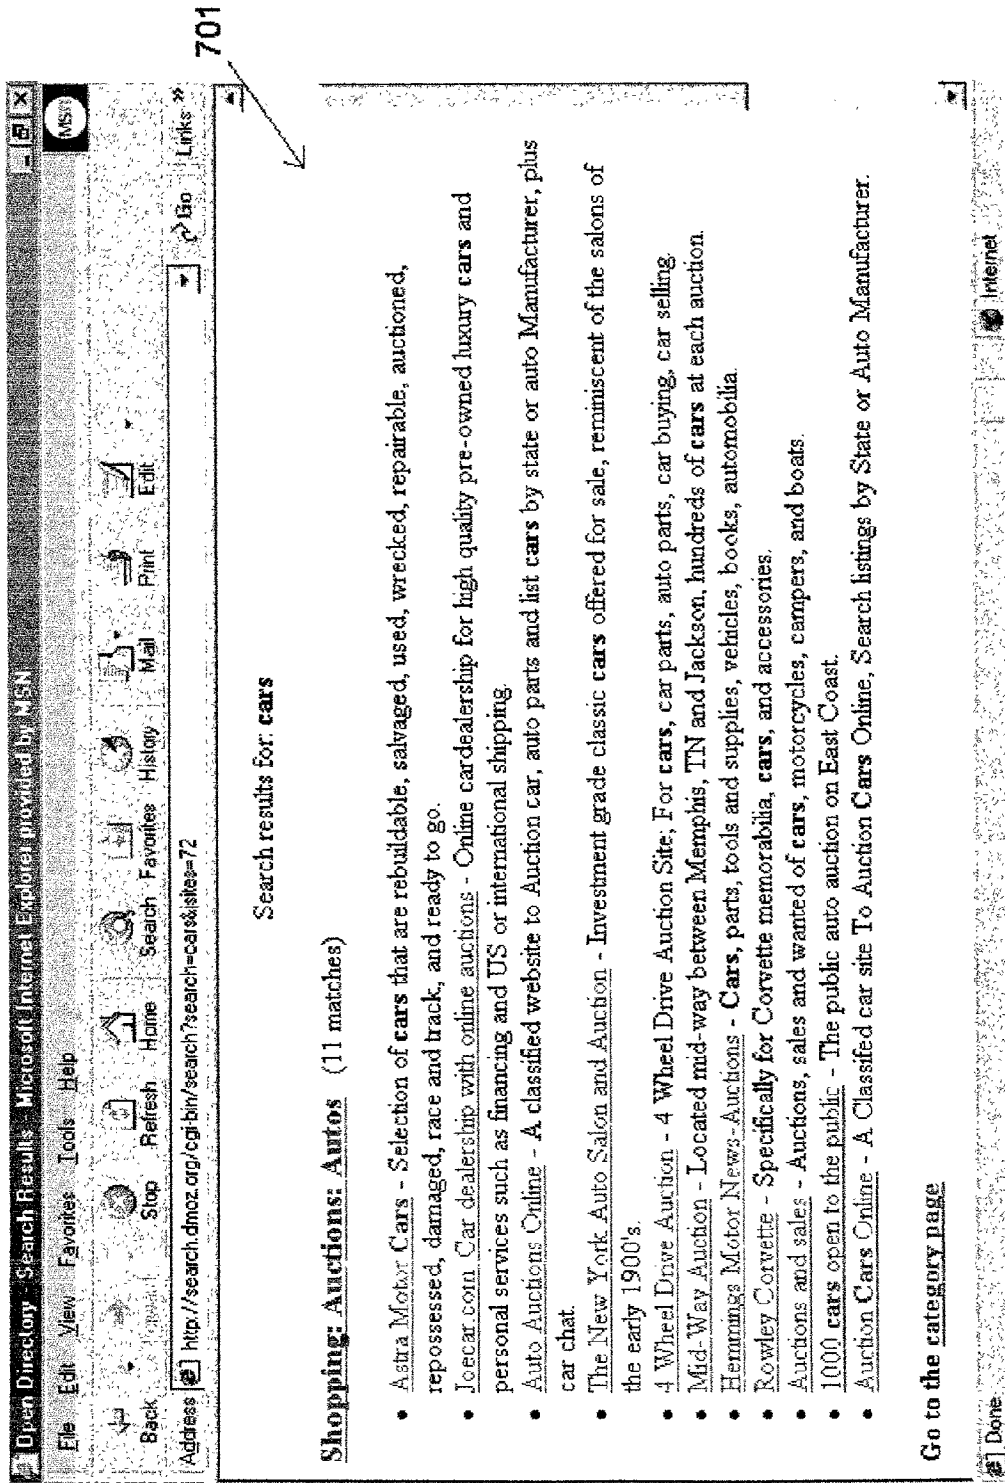 701
Open Directory - Search Results - Microsoft Internet Explorer provided by MSN
File Edit View Favorites Tools Help
MSN
Back Forward Stop Refresh Home Search Favorites History Mail Print Edit
Address http://search.dmoz.org/cgi-bin/search?search=cars&jsites=72 Go Links »
Search results for: cars
Shopping: Auctions: Autos (11 matches)
• Astra Motor Cars - Selection of cars that are rebuidable, salvaged, used, wrecked, repairable, auctioned,
repossessed, damaged, race and track, and ready to go.
• Joecar.com Car dealership with online auctions - Online cardealership for high quality pre-owned luxury cars and
personal services such as financing and US or international shipping.
• Auto Auctions Online - A classified website to Auction car, auto parts and list cars by state or auto Manufacturer, plus
car chat.
• The New York Auto Salon and Auction - Investment grade classic cars offered for sale, reminiscent of the salons of
the early 1900's.
• 4 Wheel Drive Auction - 4 Wheel Drive Auction Site; For cars, car parts, auto parts, car buying, car selling.
• Mid-Way Auction - Located mid-way between Memphis, TN and Jackson, hundreds of cars at each auction.
• Hemmings Motor News-Auctions - Cars, parts, tools and supplies, vehicles, books, automobilia.
• Rowley Corvette - Specifically for Corvette memorabilia, cars, and accessories.
• Auctions and sales - Auctions, sales and wanted of cars, motorcycles, campers, and boats.
• 1000 cars open to the public - The public auto auction on East Coast.
• Auction Cars Online - A Classifed car site To Auction Cars Online, Search listings by State or Auto Manufacturer.
Go to the category page
Done Internet